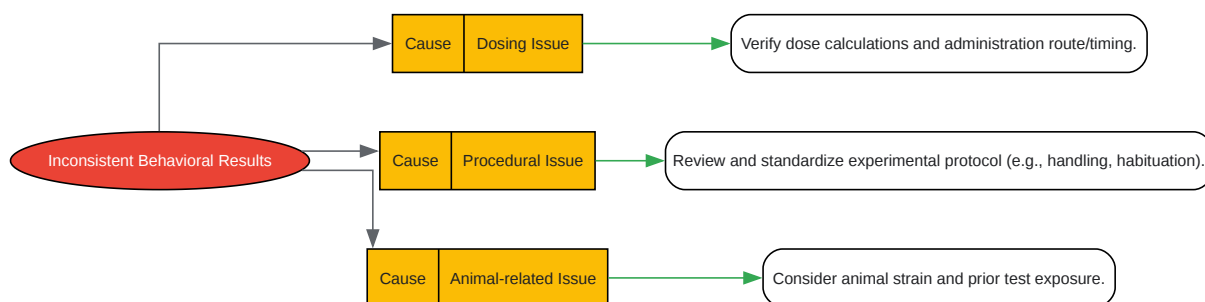 Cause
Dosing Issue
Verify dose calculations and administration route/timing.
Inconsistent Behavioral Results
Cause
Procedural Issue
Review and standardize experimental protocol (e.g., handling, habituation).
Cause
Animal-related Issue
Consider animal strain and prior test exposure.